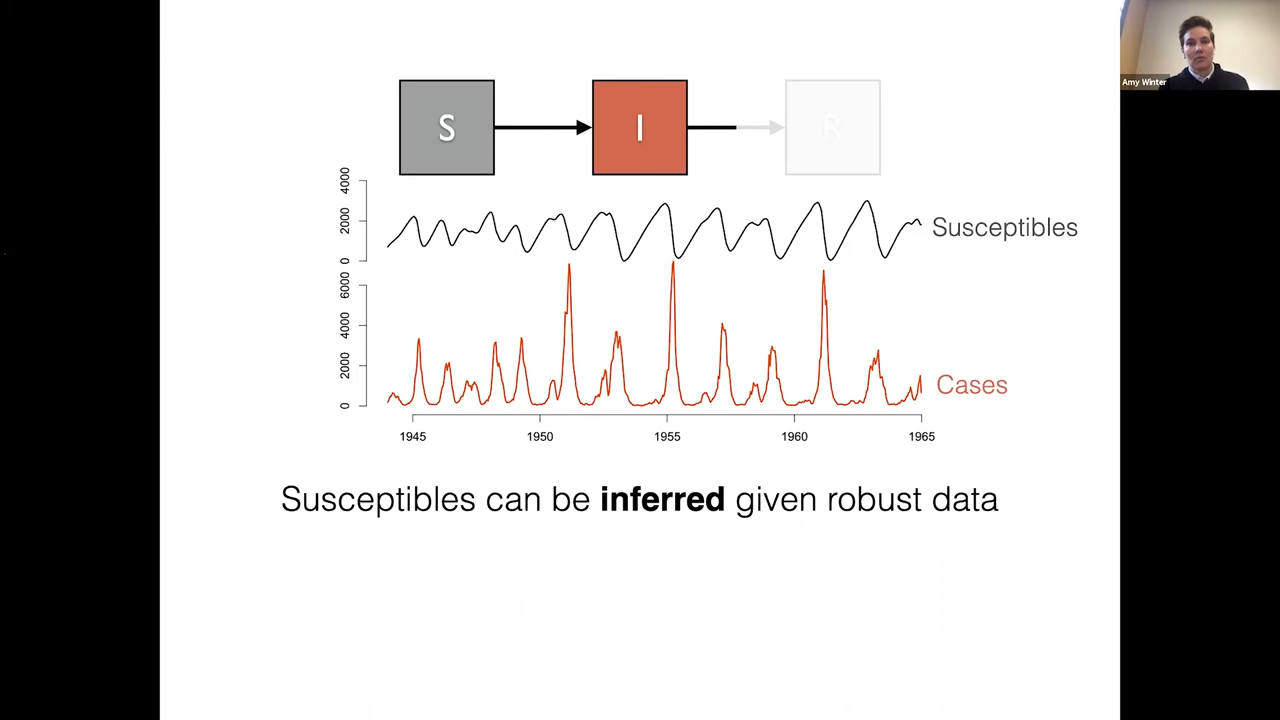 Amy Winter
S
I
R
4000
2000
0
Susceptibles
6000
4000
2000
0
Cases
1945 1950 1955 1960 1965
Susceptibles can be inferred given robust data